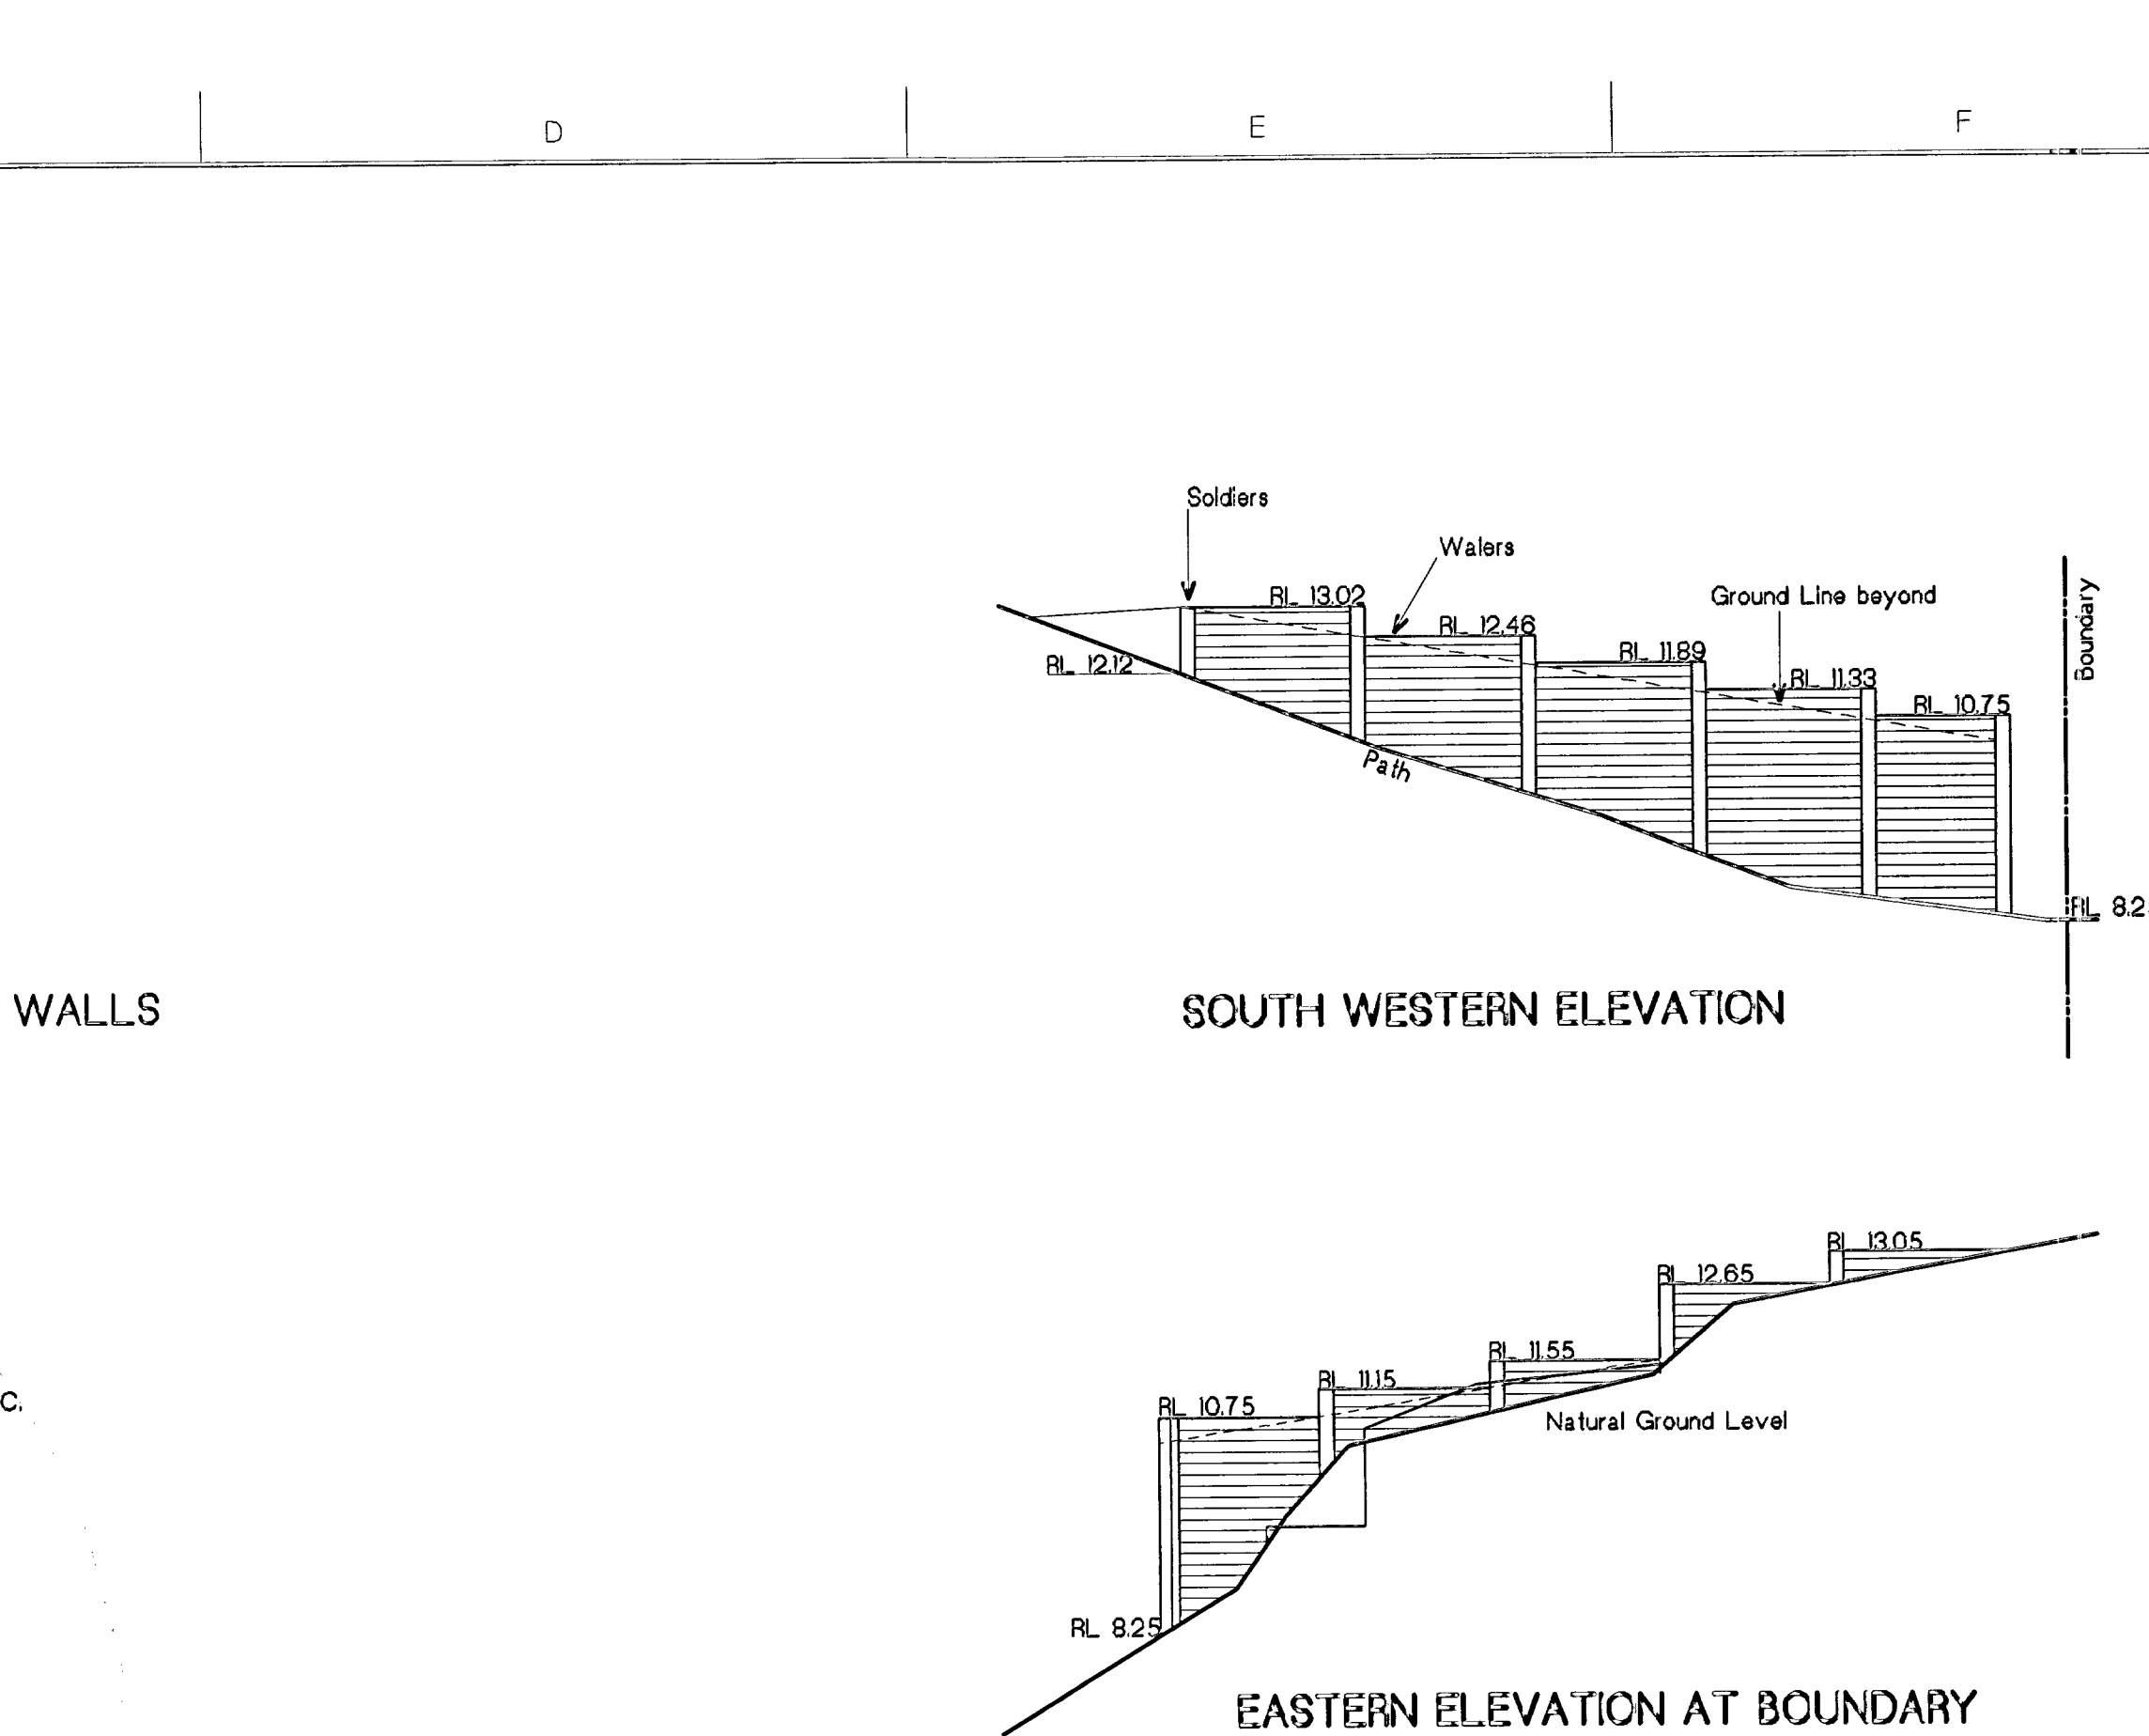 D
E
F
Soldiers
Walers
Ground Line beyond
Boundary
RL 13.02
RL 12.46
RL 11.89
RL 11.33
RL 10.75
RL 12.12
Path
RL 8.2
WALLS
SOUTH WESTERN ELEVATION
RL 13.05
RL 12.65
RL 11.55
RL 11.15
RL 10.75
C.
Natural Ground Level
RL 8.25
EASTERN ELEVATION AT BOUNDARY